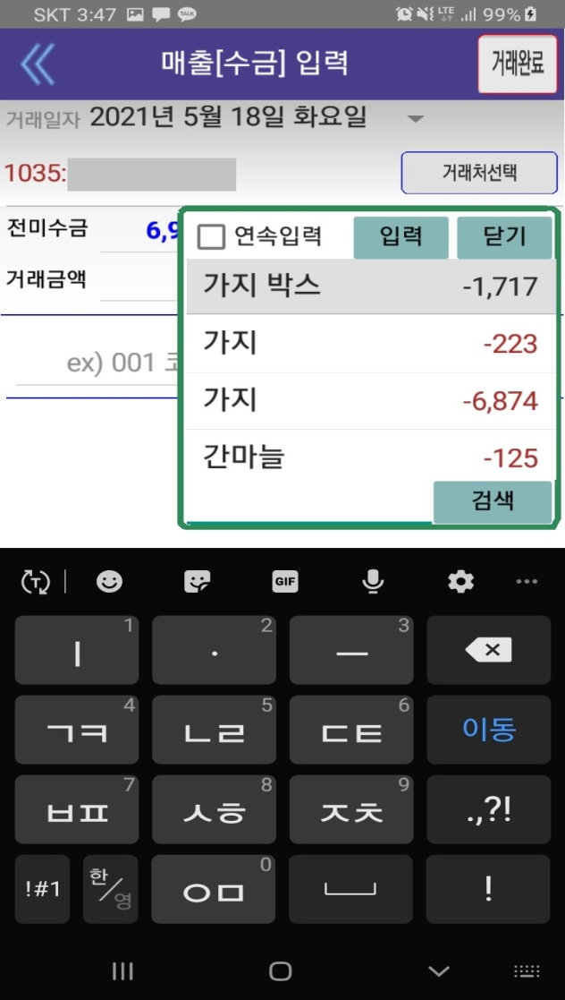 SKT 3:47 TALK LTE 99%
매출[수금] 입력 거래완료
거래일자 2021년 5월 18일 화요일
1035: 거래처선택
전미수금 6,9
거래금액
ex) 001
연속입력 입력 닫기
가지 박스 -1,717
가지 -223
가지 -6,874
간마늘 -125
검색
T GIF ...
ㅣ 1 · 2 ㅡ 3
ㄱㅋ 4 ㄴㄹ 5 ㄷㅌ 6 이동
ㅂㅍ 7 ㅅㅎ 8 ㅈㅊ 9 .,?!
!#1 한/영 ㅇㅁ 0 !